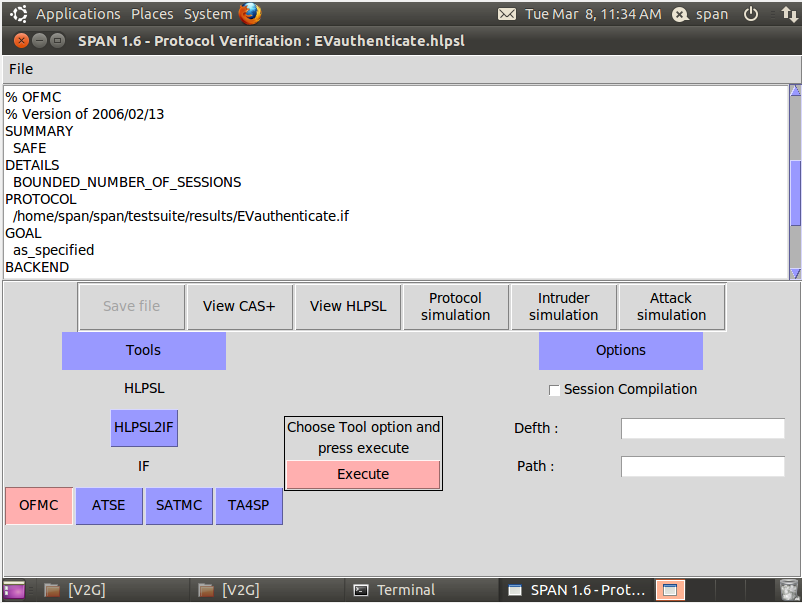 Applications Places System Tue Mar 8, 11:34 AM span
SPAN 1.6 - Protocol Verification : EVauthenticate.hlpsl
File
% OFMC
% Version of 2006/02/13
SUMMARY
SAFE
DETAILS
BOUNDED_NUMBER_OF_SESSIONS
PROTOCOL
/home/span/span/testsuite/results/EVauthenticate.if
GOAL
as_specified
BACKEND
Save file
View CAS+
View HLPSL
Protocol
simulation
Intruder
simulation
Attack
simulation
Tools
Options
HLPSL
Session Compilation
HLPSL2IF
Choose Tool option and
press execute
Execute
Defth :
IF
Path :
OFMC
ATSE
SATMC
TA4SP
[V2G]
[V2G]
Terminal
SPAN 1.6 - Prot...